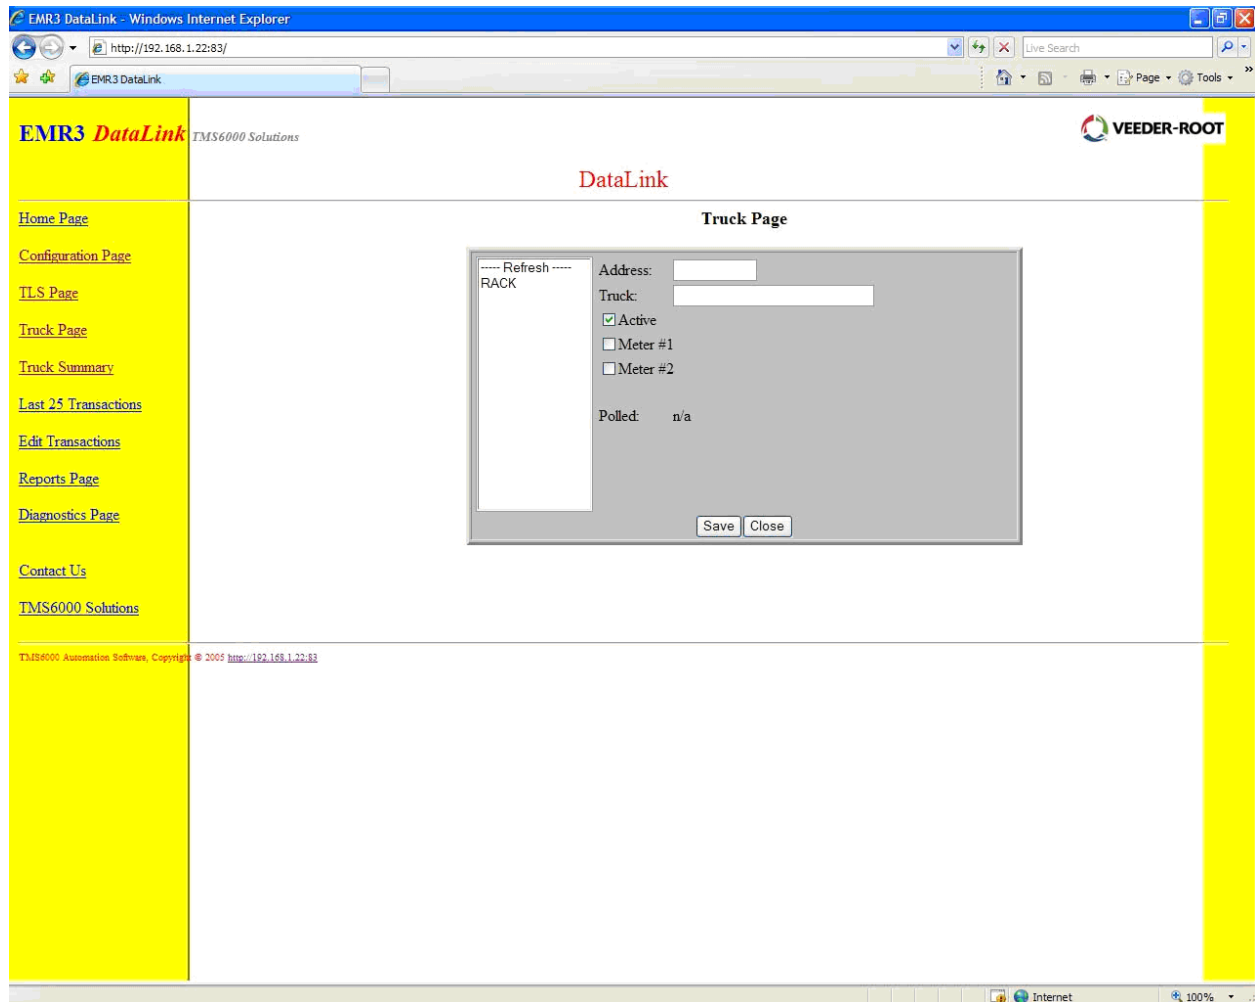 EMR3 DataLink - Windows Internet Explorer
http://192.168.1.22:83/
Live Search
EMR3 DataLink
Page
Tools
»
EMR3 DataLink TMS6000 Solutions
VEEDER-ROOT
DataLink
Home Page
Configuration Page
TLS Page
Truck Page
Truck Summary
Last 25 Transactions
Edit Transactions
Reports Page
Diagnostics Page
Contact Us
TMS6000 Solutions
Truck Page
----- Refresh -----
RACK
Address:
Truck:
Active
Meter #1
Meter #2
Polled: n/a
Save Close
TMS6000 Automation Software, Copyright © 2005 http://192.168.1.22:83
Internet
100%